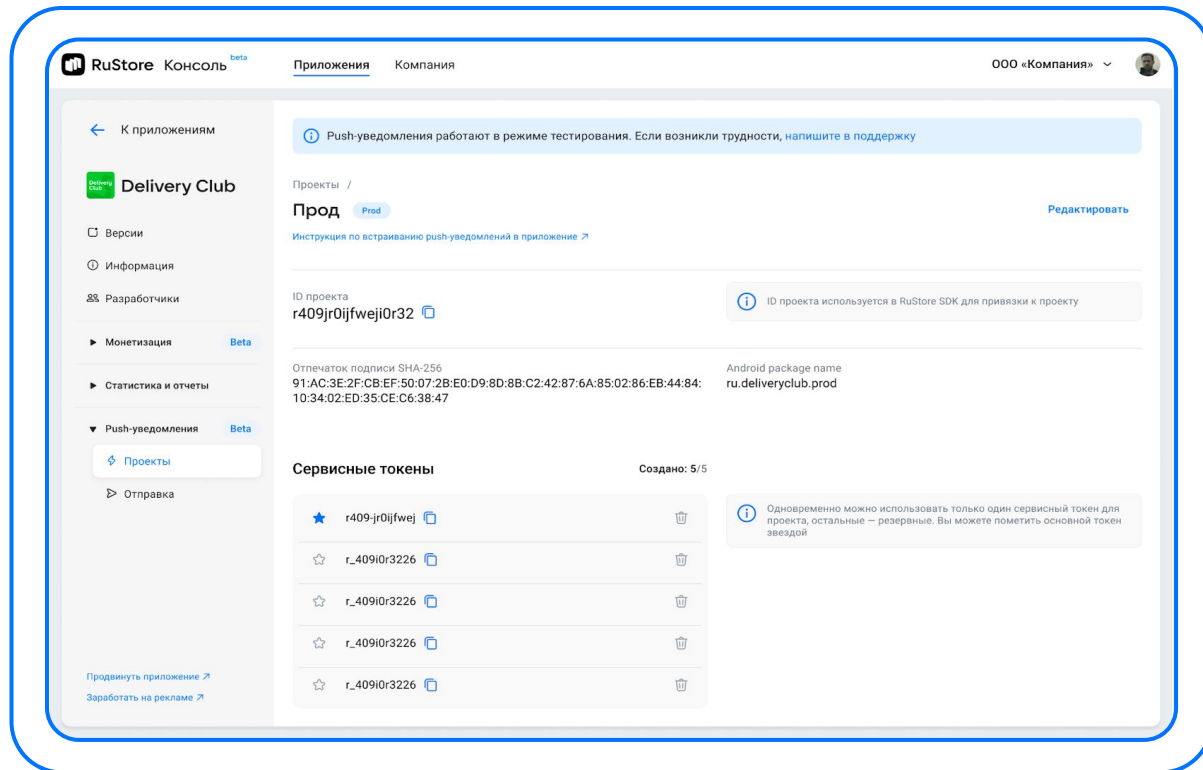 RuStore Консоль beta
Приложения Компания
ООО «Компания»
К приложениям
Delivery Club
Delivery Club
Версии
Информация
Разработчики
Монетизация Beta
Статистика и отчеты
Push-уведомления Beta
Проекты
Отправка
Продвинуть приложение
Заработать на рекламе
Push-уведомления работают в режиме тестирования. Если возникли трудности, напишите в поддержку
Проекты /
Прод Prod
Редактировать
Инструкция по встраиванию push-уведомлений в приложение
ID проекта
r409jr0ijfweji0r32
ID проекта используется в RuStore SDK для привязки к проекту
Отпечаток подписи SHA-256
91:AC:3E:2F:CB:EF:50:07:2B:E0:D9:8D:8B:C2:42:87:6A:85:02:86:EB:44:84:
10:34:02:ED:35:CE:C6:38:47
Android package name
ru.deliveryclub.prod
Сервисные токены
Создано: 5/5
r409-jr0ijfwej
r_409i0r3226
r_409i0r3226
r_409i0r3226
r_409i0r3226
Одновременно можно использовать только один сервисный токен для
проекта, остальные — резервные. Вы можете пометить основной токен
звездой